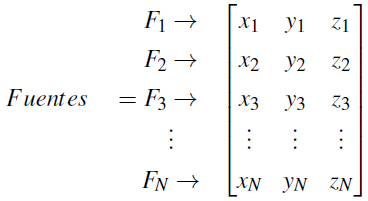 F1 → [x1 y1 z1
F2 → x2 y2 z2
Fuentes = F3 → x3 y3 z3
⋮ ⋮ ⋮ ⋮
FN → xN yN zN]